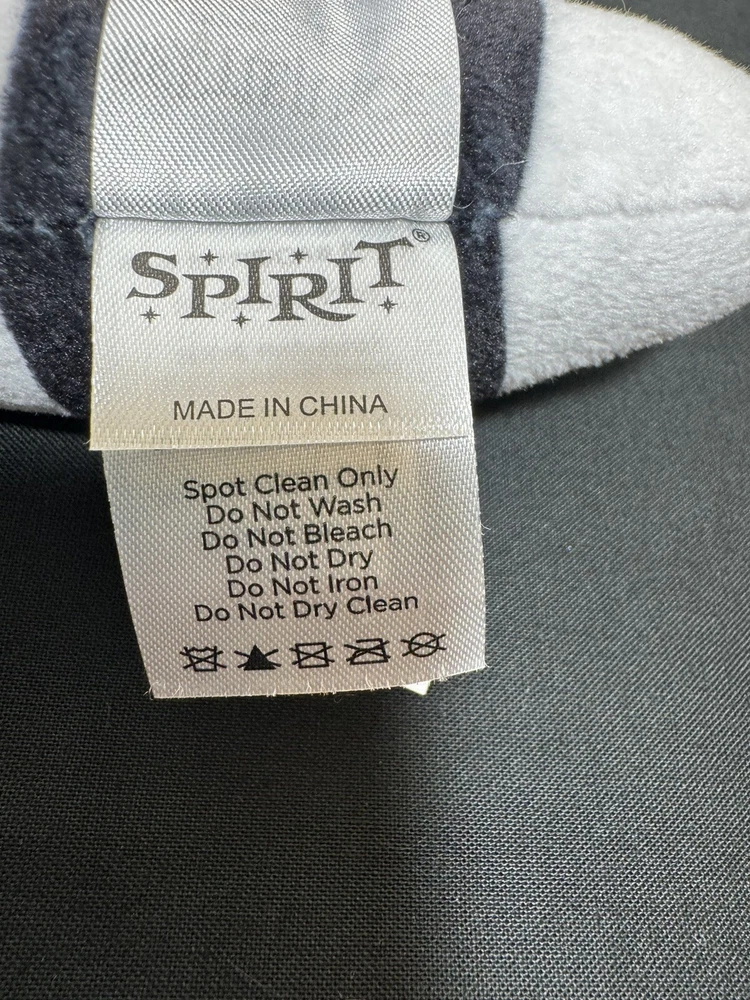 SPIRIT®
MADE IN CHINA
Spot Clean Only
Do Not Wash
Do Not Bleach
Do Not Dry
Do Not Iron
Do Not Dry Clean